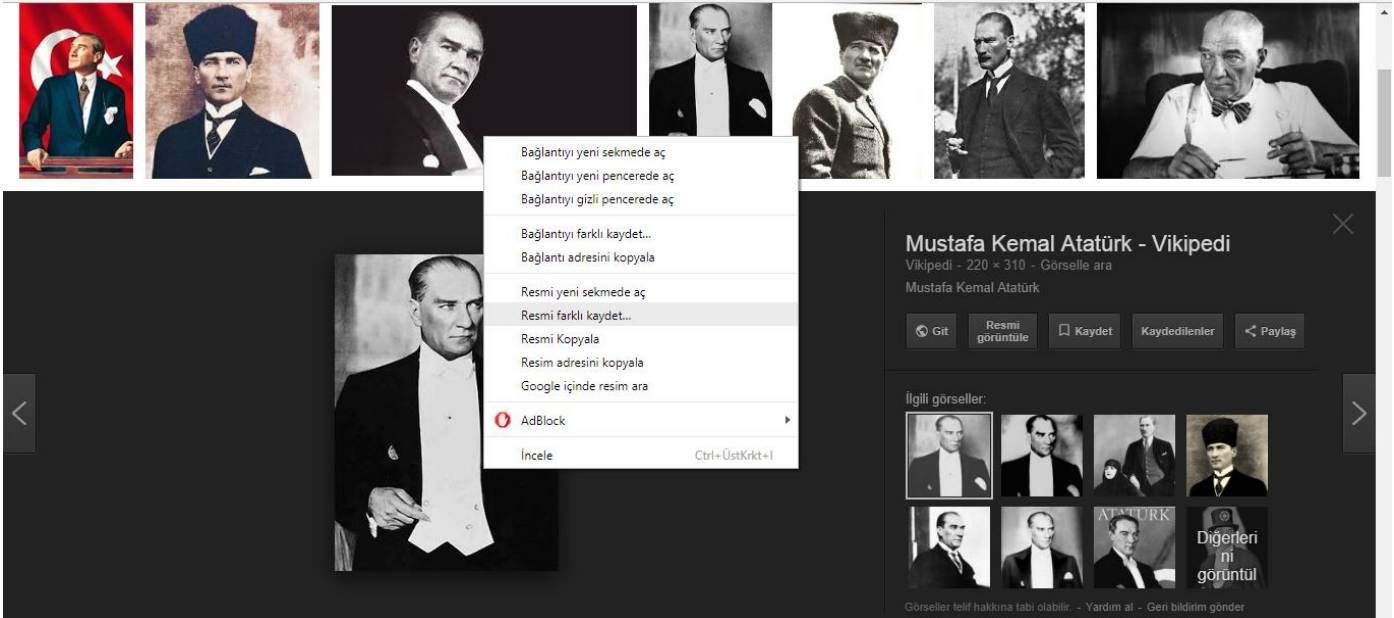 Bağlantıyı yeni sekmede aç
Bağlantıyı yeni pencerede aç
Bağlantıyı gizli pencerede aç
Bağlantıyı farklı kaydet...
Bağlantı adresini kopyala
Resmi yeni sekmede aç
Resmi farklı kaydet...
Resmi Kopyala
Resim adresini kopyala
Google içinde resim ara
AdBlock
İncele Ctrl+ÜstKrkt+I
Mustafa Kemal Atatürk - Vikipedi
Vikipedi - 220 × 310 - Görselle ara
Mustafa Kemal Atatürk
Git
Resmi
görüntüle
Kaydet
Kaydedilenler
Paylaş
İlgili görseller:
ATATÜRK
Diğerleri
ni
görüntül
Görseller telif hakkına tabi olabilir. - Yardım al - Geri bildirim gönder